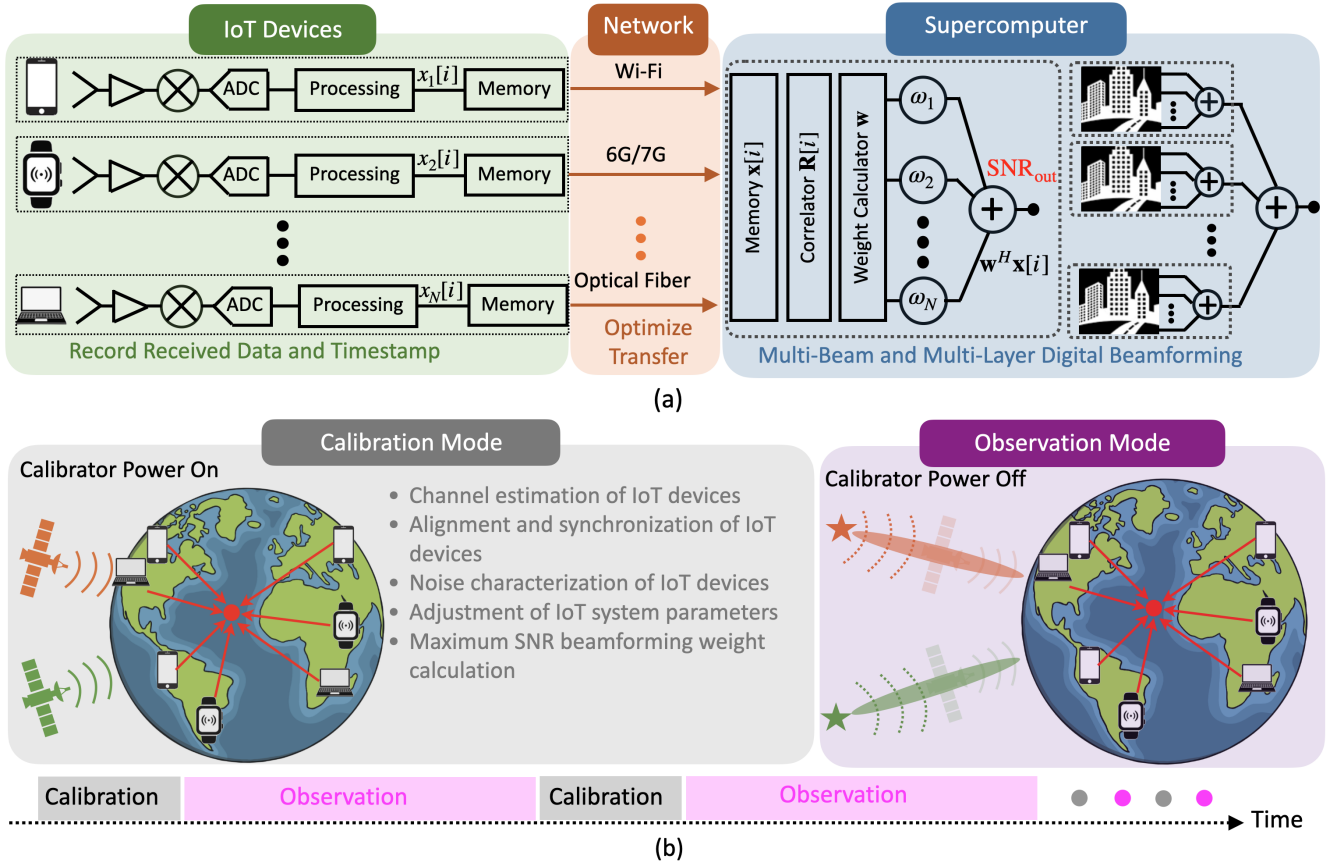 IoT Devices
Network
Supercomputer
ADC
Processing
x₁[i]
Memory
Wi-Fi
ADC
Processing
x₂[i]
Memory
6G/7G
ADC
Processing
x_N[i]
Memory
Optical Fiber
Record Received Data and Timestamp
Optimize
Transfer
Memory x[i]
Correlator R[i]
Weight Calculator w
ω₁
ω₂
ω_N
SNR_out
w^H x[i]
Multi-Beam and Multi-Layer Digital Beamforming
(a)
Calibration Mode
Calibrator Power On
• Channel estimation of IoT devices
• Alignment and synchronization of IoT
devices
• Noise characterization of IoT devices
• Adjustment of IoT system parameters
• Maximum SNR beamforming weight
calculation
Observation Mode
Calibrator Power Off
Calibration
Observation
Calibration
Observation
Time
(b)